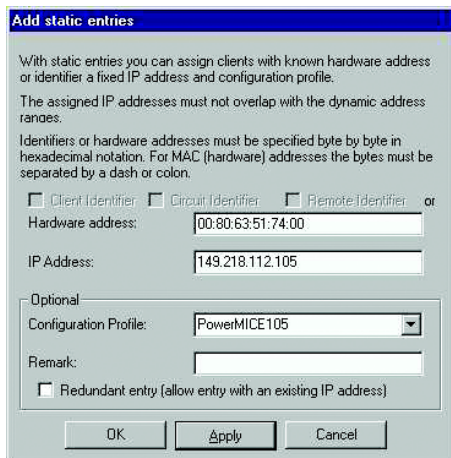 Add static entries
With static entries you can assign clients with known hardware address
or identifier a fixed IP address and configuration profile.
The assigned IP addresses must not overlap with the dynamic address
ranges.
Identifiers or hardware addresses must be specified byte by byte in
hexadecimal notation. For MAC (hardware) addresses the bytes must be
separated by a dash or colon.
Client Identifier Circuit Identifier Remote Identifier or
Hardware address: 00:80:63:51:74:00
IP Address: 149.218.112.105
Optional
Configuration Profile: PowerMICE105
Remark:
Redundant entry (allow entry with an existing IP address)
OK Apply Cancel